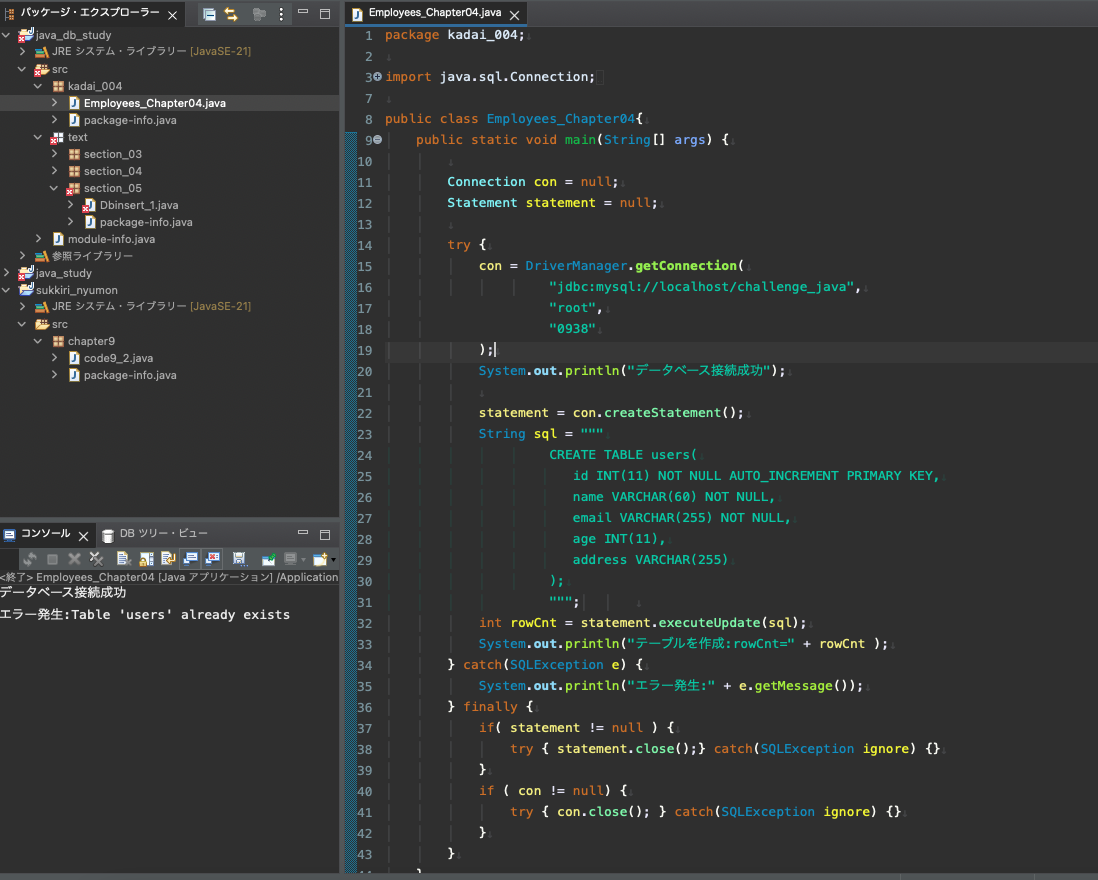 パッケージ・エクスプローラー
java_db_study
JRE システム・ライブラリー [JavaSE-21]
src
kadai_004
Employees_Chapter04.java
package-info.java
text
section_03
section_04
section_05
Dbinsert_1.java
package-info.java
module-info.java
参照ライブラリー
java_study
sukkiri_nyumon
JRE システム・ライブラリー [JavaSE-21]
src
chapter9
code9_2.java
package-info.java
コンソール
DB ツリー・ビュー
<終了> Employees_Chapter04 [Java アプリケーション] /Application
データベース接続成功
エラー発生:Table 'users' already exists
Employees_Chapter04.java
1 package kadai_004;
2
3 import java.sql.Connection;
7
8 public class Employees_Chapter04{
9 public static void main(String[] args) {
10
11 Connection con = null;
12 Statement statement = null;
13
14 try {
15 con = DriverManager.getConnection(
16 "jdbc:mysql://localhost/challenge_java",
17 "root",
18 "0938"
19 );
20 System.out.println("データベース接続成功");
21
22 statement = con.createStatement();
23 String sql = """
24 CREATE TABLE users(
25 id INT(11) NOT NULL AUTO_INCREMENT PRIMARY KEY,
26 name VARCHAR(60) NOT NULL,
27 email VARCHAR(255) NOT NULL,
28 age INT(11),
29 address VARCHAR(255)
30 );
31 """;
32 int rowCnt = statement.executeUpdate(sql);
33 System.out.println("テーブルを作成:rowCnt=" + rowCnt );
34 } catch(SQLException e) {
35 System.out.println("エラー発生:" + e.getMessage());
36 } finally {
37 if( statement != null ) {
38 try { statement.close();} catch(SQLException ignore) {}
39 }
40 if ( con != null) {
41 try { con.close(); } catch(SQLException ignore) {}
42 }
43 }